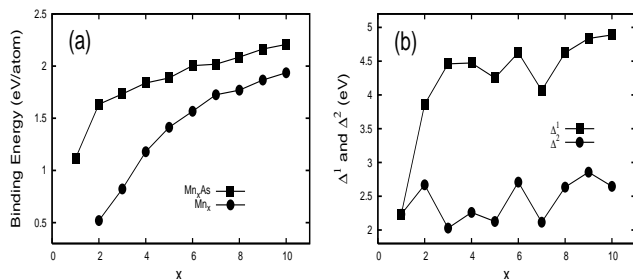 (a)
Binding Energy (eV/atom)
2.5
2
1.5
1
0.5
MnxAs
Mnx
0 2 4 6 8 10
x
(b)
Δ¹ and Δ² (eV)
5
4.5
4
3.5
3
2.5
2
Δ¹
Δ²
0 2 4 6 8 10
x